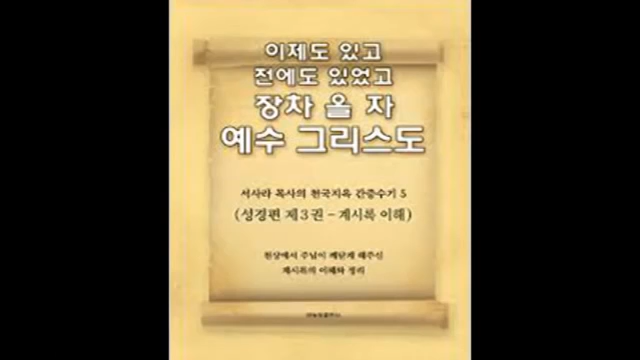 이제도 있고
전에도 있었고
장차 올 자
예수 그리스도
서사라 목사의 천국지옥 간증수기 5
(성경편 제3권 - 계시록 이해)
천상에서 주님이 깨닫게 해주신
계시록의 이해와 정리